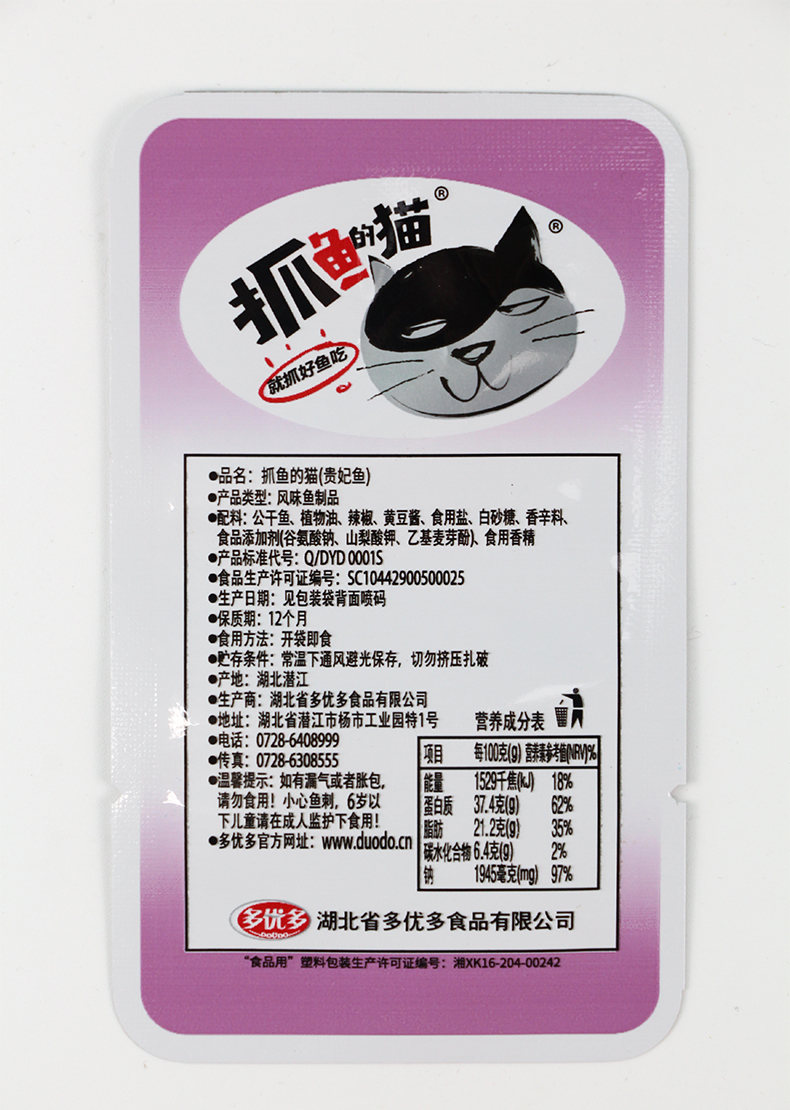 抓鱼的猫®
®
就抓好鱼吃
●品名：抓鱼的猫(贵妃鱼)
●产品类型：风味鱼制品
●配料：公干鱼、植物油、辣椒、黄豆酱、食用盐、白砂糖、香辛料、
食品添加剂(谷氨酸钠、山梨酸钾、乙基麦芽酚)、食用香精
●产品标准代号：Q/DYD 0001S
●食品生产许可证编号：SC10442900500025
●生产日期：见包装袋背面喷码
●保质期：12个月
●食用方法：开袋即食
●贮存条件：常温下通风避光保存，切勿挤压扎破
●产地：湖北潜江
●生产商：湖北省多优多食品有限公司
●地址：湖北省潜江市杨市工业园特1号
●电话：0728-6408999
●传真：0728-6308555
●温馨提示：如有漏气或者胀包，
请勿食用！小心鱼刺，6岁以
下儿童请在成人监护下食用！
●多优多官方网址：www.duodo.cn
营养成分表
项目 每100克(g) 营养素参考值(NRV)%
能量 1529千焦(kJ) 18%
蛋白质 37.4克(g) 62%
脂肪 21.2克(g) 35%
碳水化合物 6.4克(g) 2%
钠 1945毫克(mg) 97%
多优多 湖北省多优多食品有限公司
DUODUO
“食品用”塑料包装生产许可证编号：湘XK16-204-00242